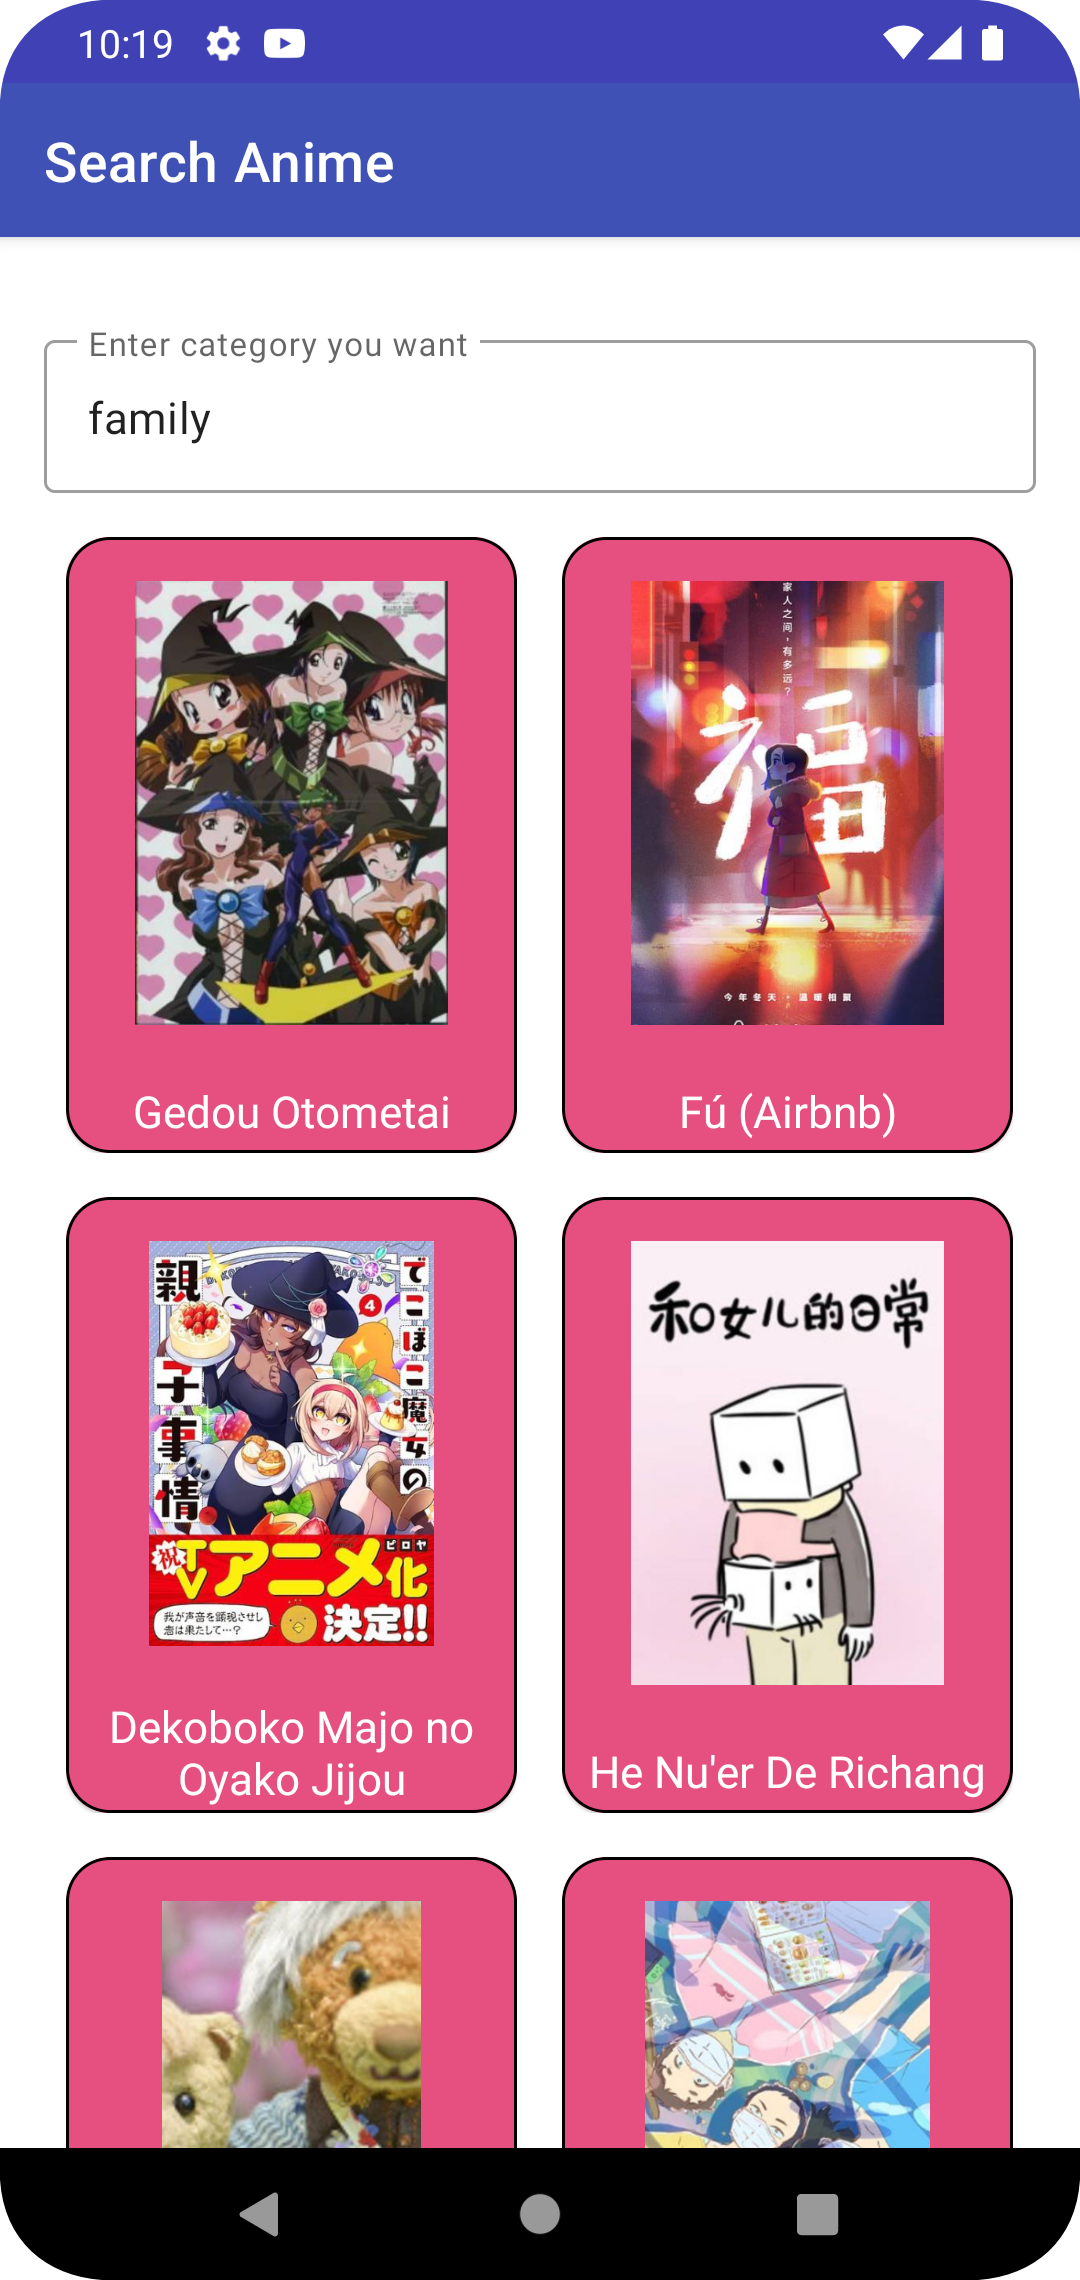 10:19
Search Anime
Enter category you want
family
家人之间，有多远？
福
今年冬天·温暖相聚
Gedou Otometai
Fú (Airbnb)
でこぼこ魔女の
親子事情
4
祝TVアニメ化
決定!!
ピロヤ
我が声音を顕現させし
意は果たして…？
和女儿的日常
Dekoboko Majo no
Oyako Jijou
He Nu'er De Richang